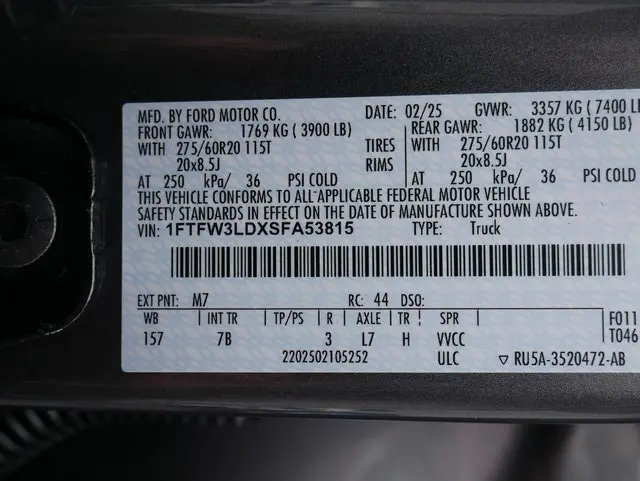 MFD. BY FORD MOTOR CO. DATE: 02/25 GVWR: 3357 KG ( 7400 LB
FRONT GAWR: 1769 KG ( 3900 LB) REAR GAWR: 1882 KG ( 4150 LB)
WITH 275/60R20 115T TIRES WITH 275/60R20 115T
20x8.5J RIMS 20x8.5J
AT 250 kPa/ 36 PSI COLD AT 250 kPa/ 36 PSI COLD
THIS VEHICLE CONFORMS TO ALL APPLICABLE FEDERAL MOTOR VEHICLE
SAFETY STANDARDS IN EFFECT ON THE DATE OF MANUFACTURE SHOWN ABOVE.
VIN: 1FTFW3LDXSFA53815 TYPE: Truck
EXT PNT: M7 RC: 44 DSO:
WB INT TR TP/PS R AXLE TR SPR F011
157 7B 3 L7 H VVCC T046
2202502105252 ULC ▽ RU5A-3520472-AB